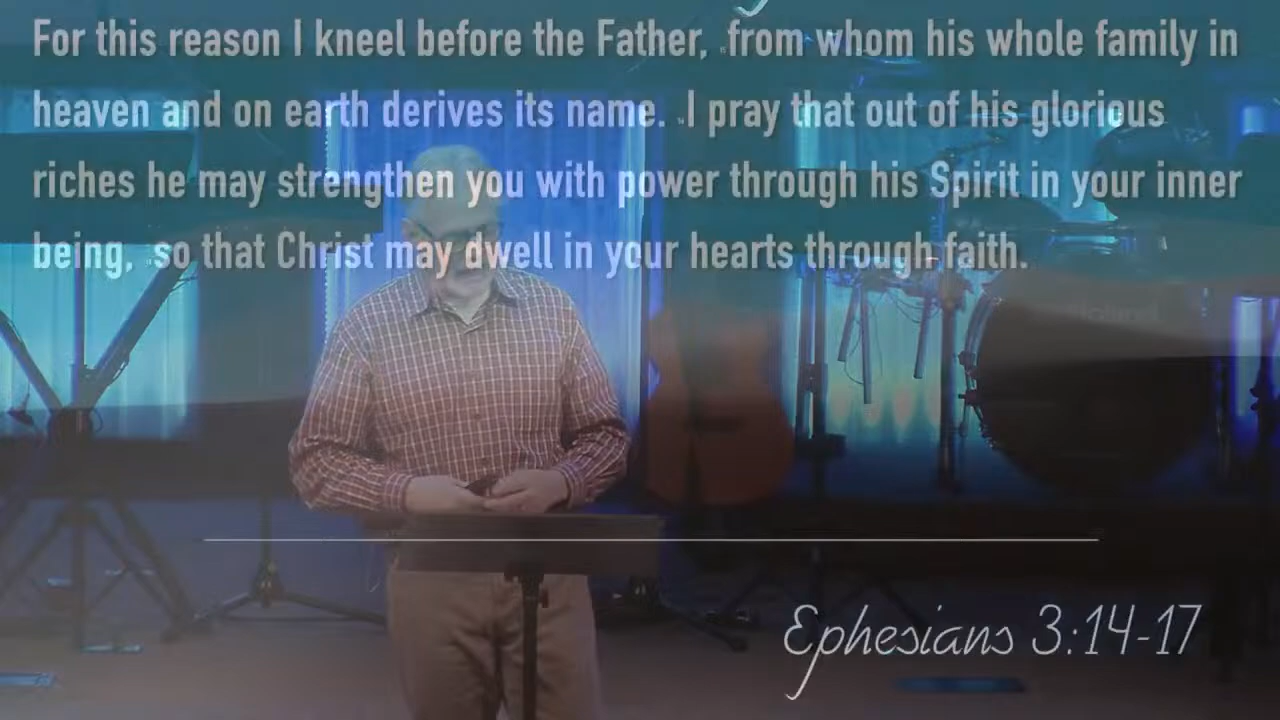 For this reason I kneel before the Father, 15 from whom his whole family in
heaven and on earth derives its name. 16 I pray that out of his glorious
riches he may strengthen you with power through his Spirit in your inner
being, so that Christ may dwell in your hearts through faith.
Ephesians 3:14-17